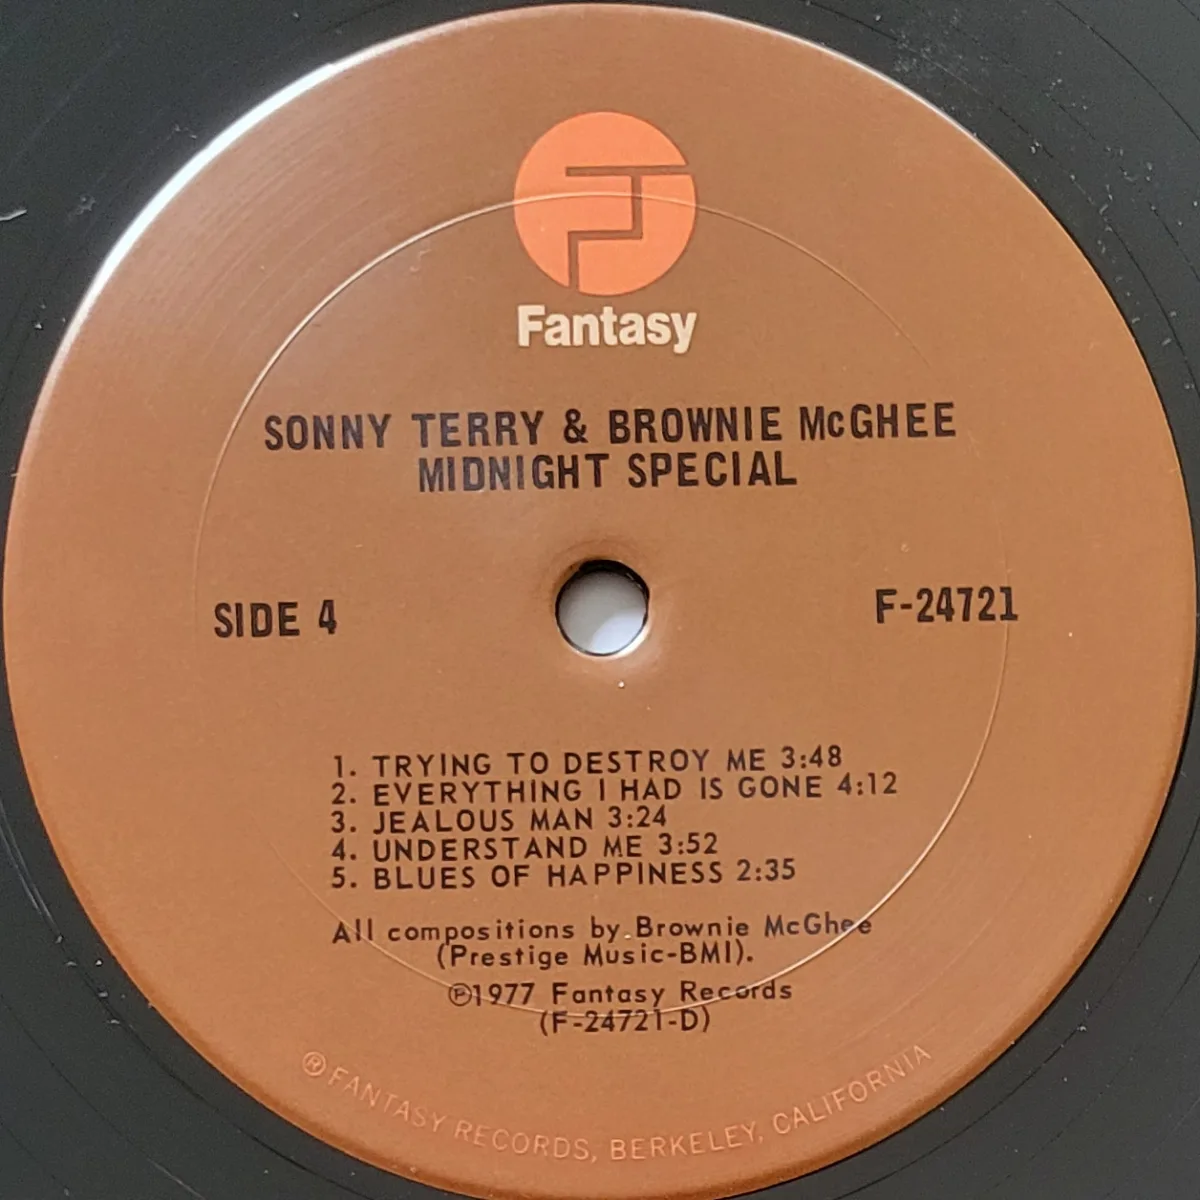 Fantasy
SONNY TERRY & BROWNIE McGHEE
MIDNIGHT SPECIAL
SIDE 4
F-24721
1. TRYING TO DESTROY ME 3:48
2. EVERYTHING I HAD IS GONE 4:12
3. JEALOUS MAN 3:24
4. UNDERSTAND ME 3:52
5. BLUES OF HAPPINESS 2:35
All compositions by Brownie McGhee
(Prestige Music-BMI).
℗1977 Fantasy Records
(F-24721-D)
® FANTASY RECORDS, BERKELEY, CALIFORNIA